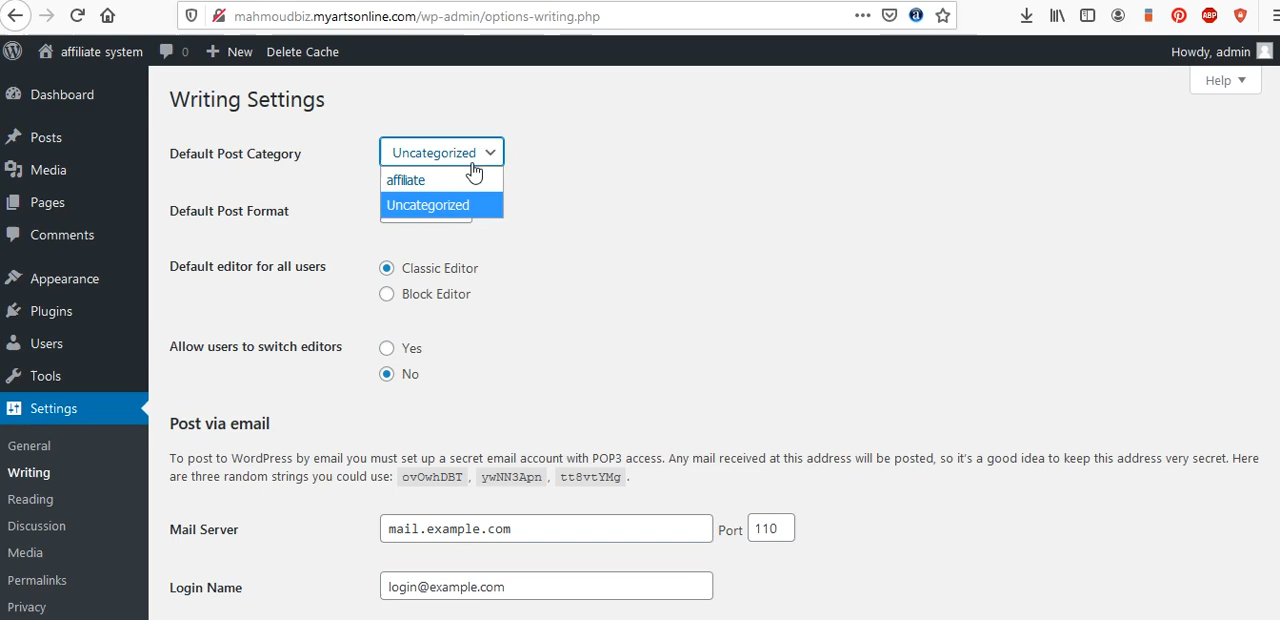 mahmoudbiz.myartsonline.com/wp-admin/options-writing.php
ABP
affiliate system
0
New
Delete Cache
Howdy, admin
Help
Dashboard
Posts
Media
Pages
Comments
Appearance
Plugins
Users
Tools
Settings
General
Writing
Reading
Discussion
Media
Permalinks
Privacy
Writing Settings
Default Post Category
Uncategorized
affiliate
Uncategorized
Default Post Format
Default editor for all users
Classic Editor
Block Editor
Allow users to switch editors
Yes
No
Post via email
To post to WordPress by email you must set up a secret email account with POP3 access. Any mail received at this address will be posted, so it's a good idea to keep this address very secret. Here
are three random strings you could use: ovOwhDBT, ywNN3Apn, tt8vtYMg.
Mail Server
mail.example.com
Port
110
Login Name
login@example.com